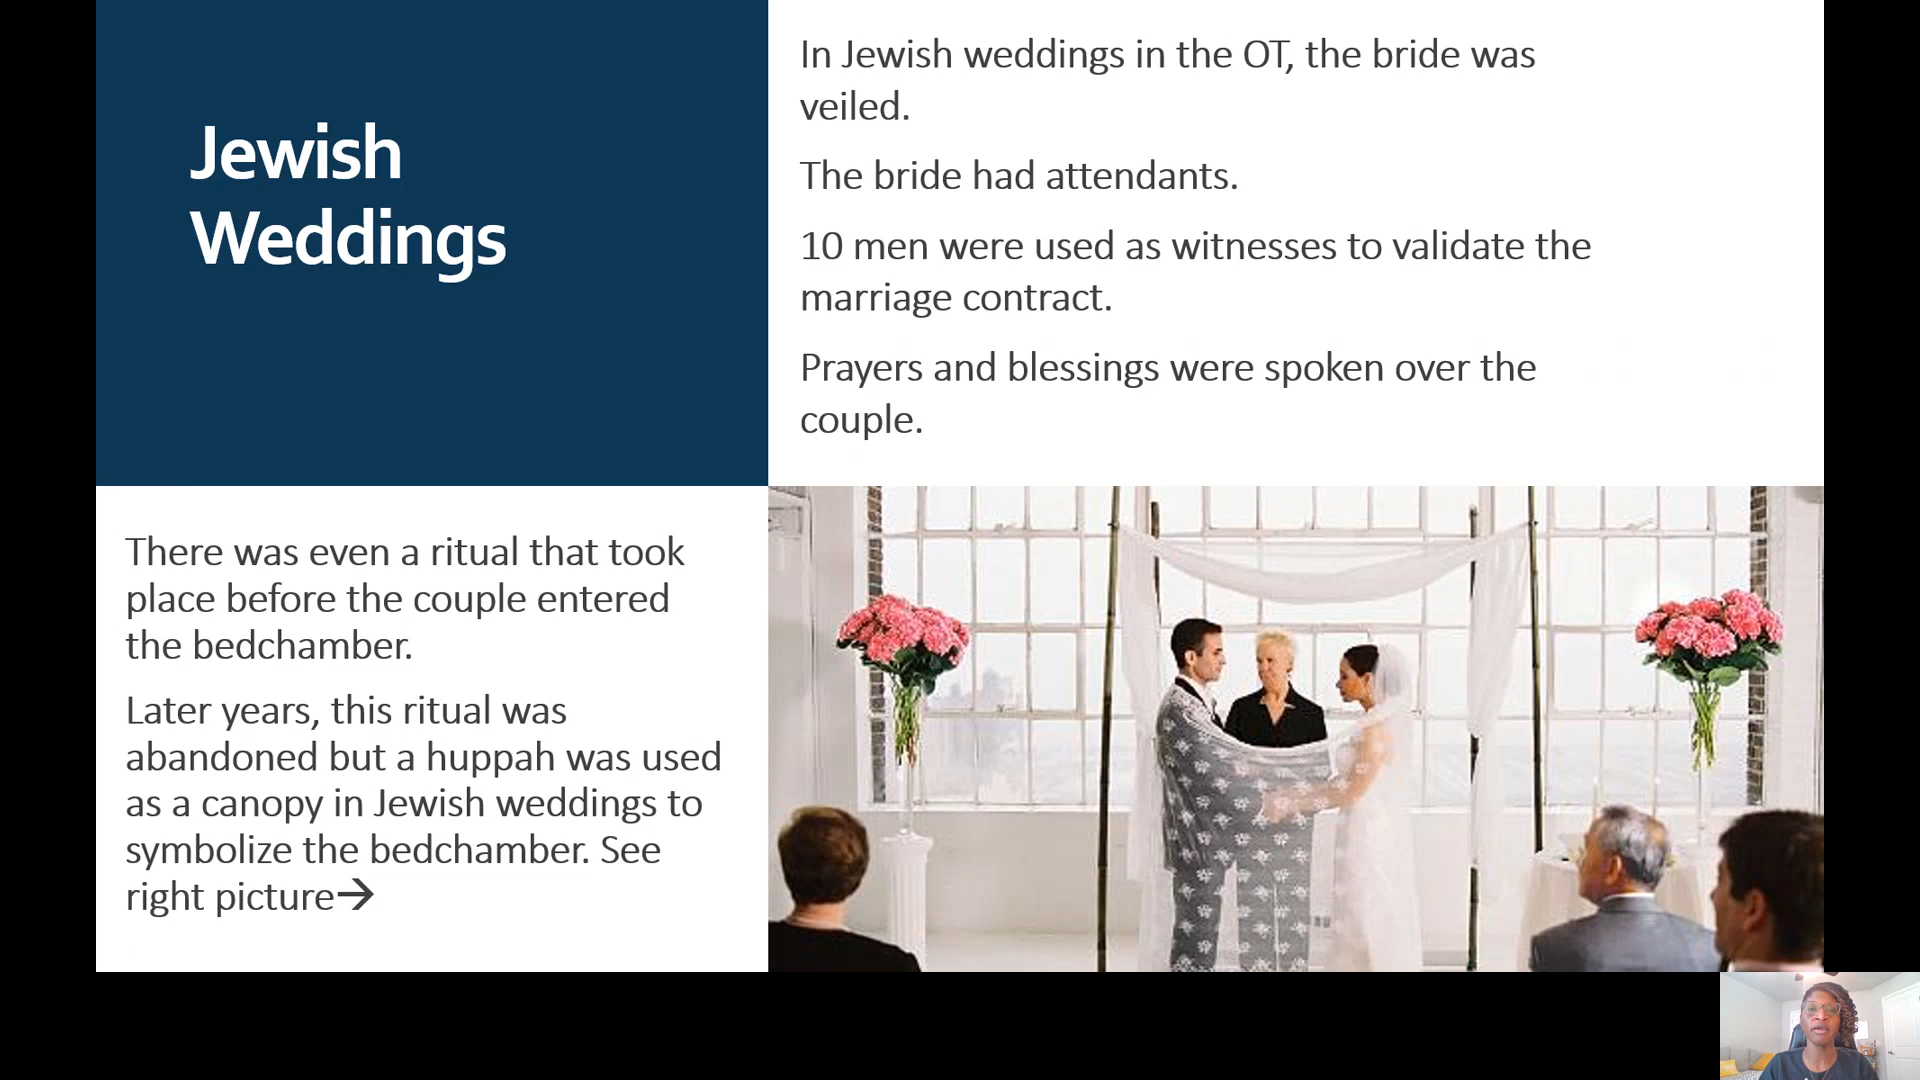 Jewish
Weddings
In Jewish weddings in the OT, the bride was
veiled.
The bride had attendants.
10 men were used as witnesses to validate the
marriage contract.
Prayers and blessings were spoken over the
couple.
There was even a ritual that took
place before the couple entered
the bedchamber.
Later years, this ritual was
abandoned but a huppah was used
as a canopy in Jewish weddings to
symbolize the bedchamber. See
right picture→